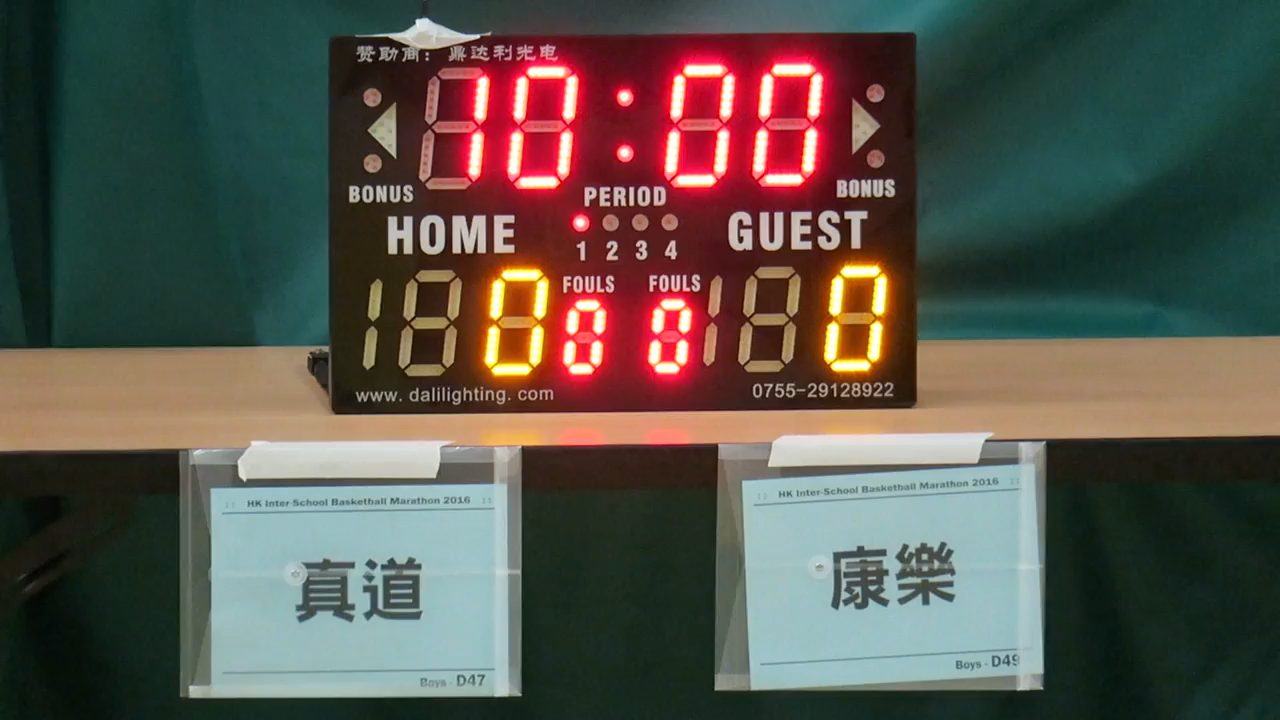 赞助商：鼎达利光电
10:00
BONUS
PERIOD
BONUS
HOME
1 2 3 4
GUEST
FOULS FOULS
0 0 0 0
www.dalilighting.com
0755-29128922
HK Inter-School Basketball Marathon 2016
真道
Boys - D47
HK Inter-School Basketball Marathon 2016
康樂
Boys - D49